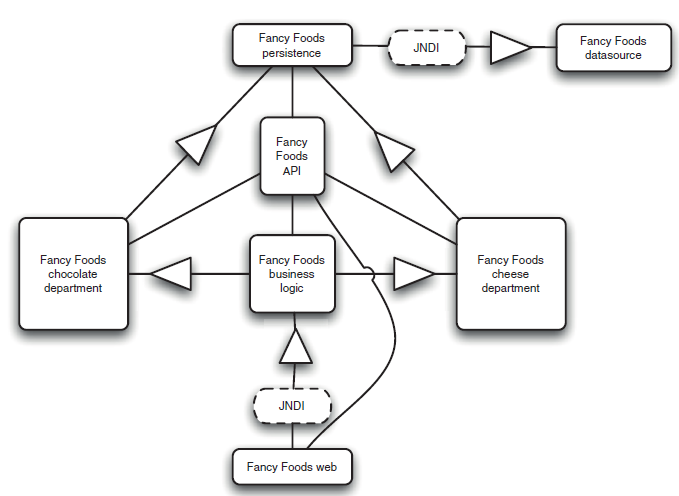 Fancy Foods
persistence
JNDI
Fancy Foods
datasource
Fancy
Foods
API
Fancy Foods
chocolate
department
Fancy Foods
business
logic
Fancy Foods
cheese
department
JNDI
Fancy Foods web